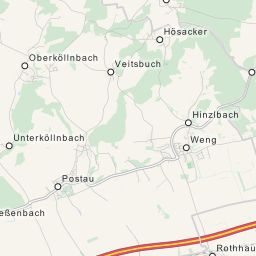 Hösacker
Oberköllnbach
Veitsbuch
Hinzlbach
Unterköllnbach
Weng
Postau
eßenbach
Rothhau